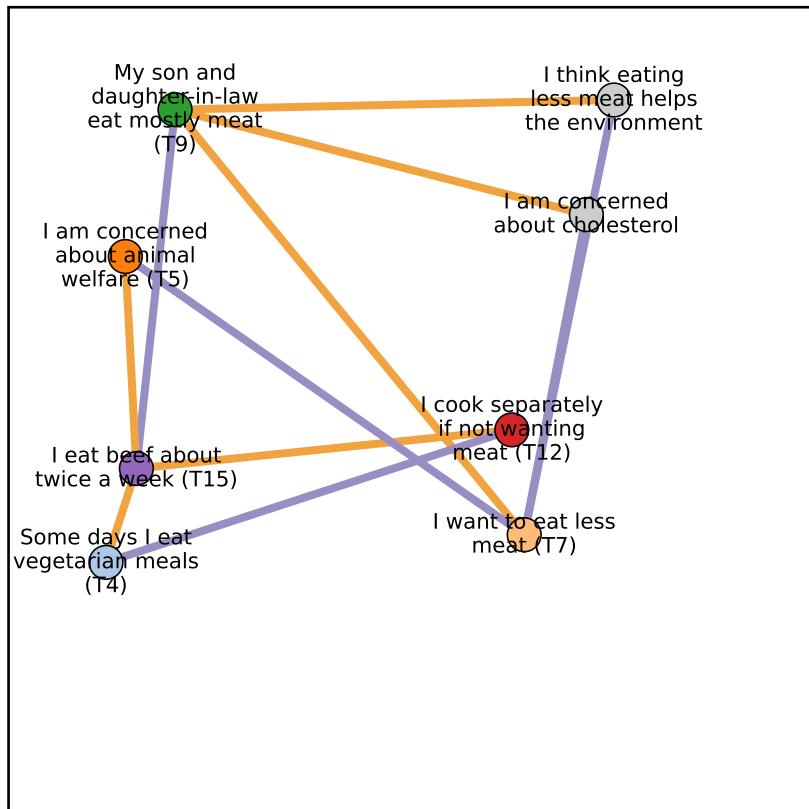 My son and
daughter-in-law
eat mostly meat
(T9)
I think eating
less meat helps
the environment
I am concerned
about cholesterol
I am concerned
about animal
welfare (T5)
I cook separately
if not wanting
meat (T12)
I eat beef about
twice a week (T15)
I want to eat less
meat (T7)
Some days I eat
vegetarian meals
(T4)